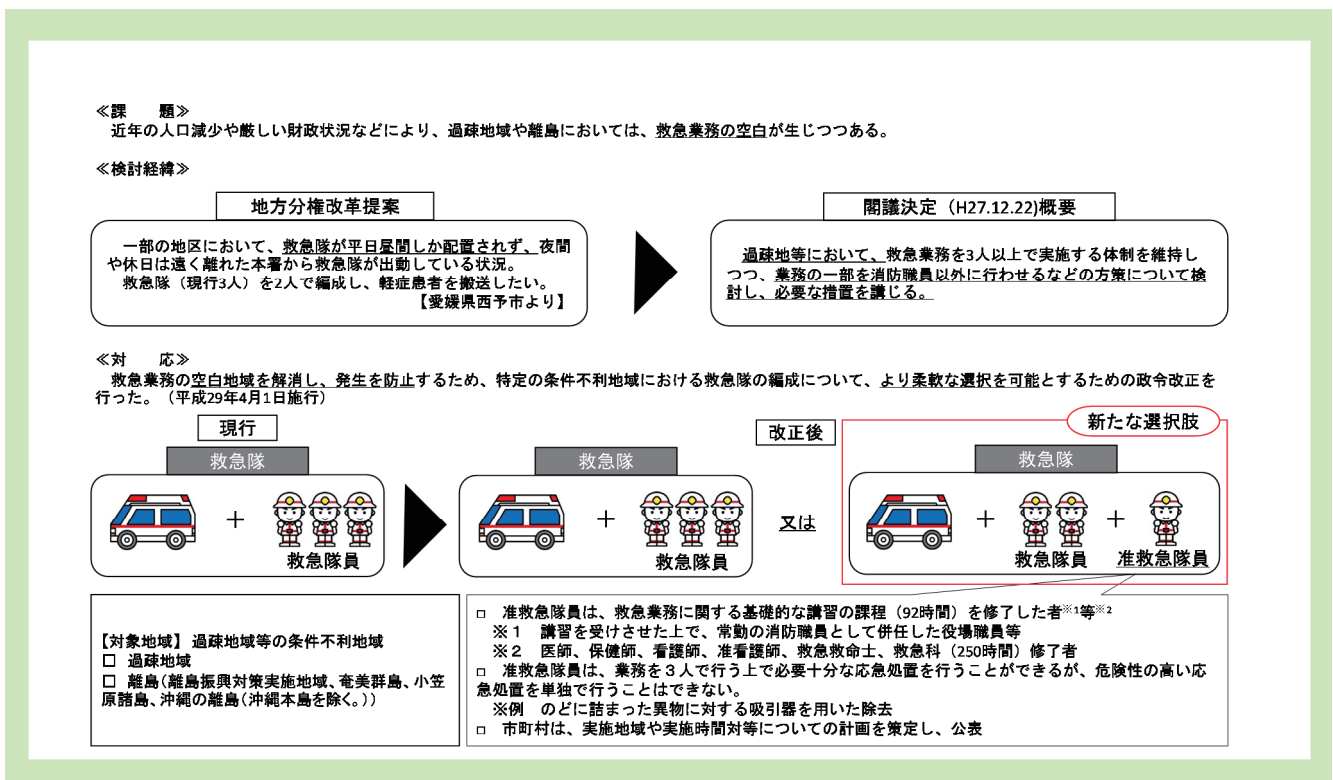 ≪課　　題≫
近年の人口減少や厳しい財政状況などにより、過疎地域や離島においては、救急業務の空白が生じつつある。
≪検討経緯≫
地方分権改革提案
一部の地区において、救急隊が平日昼間しか配置されず、夜間
や休日は遠く離れた本署から救急隊が出動している状況。
救急隊（現行3人）を2人で編成し、軽症患者を搬送したい。
【愛媛県西予市より】
閣議決定（H27.12.22)概要
過疎地等において、救急業務を3人以上で実施する体制を維持し
つつ、業務の一部を消防職員以外に行わせるなどの方策について検
討し、必要な措置を講じる。
≪対　　応≫
救急業務の空白地域を解消し、発生を防止するため、特定の条件不利地域における救急隊の編成について、より柔軟な選択を可能とするための政令改正を
行った。（平成29年4月1日施行）
現行
救急隊
＋
救急隊員
改正後
救急隊
＋
救急隊員
又は
新たな選択肢
救急隊
＋
救急隊員
＋
准救急隊員
【対象地域】過疎地域等の条件不利地域
□ 過疎地域
□ 離島(離島振興対策実施地域、奄美群島、小笠
原諸島、沖縄の離島(沖縄本島を除く。))
□ 准救急隊員は、救急業務に関する基礎的な講習の課程（92時間）を修了した者※1等※2
※１　講習を受けさせた上で、常勤の消防職員として併任した役場職員等
※２　医師、保健師、看護師、准看護師、救急救命士、救急科（250時間）修了者
□ 准救急隊員は、業務を３人で行う上で必要十分な応急処置を行うことができるが、危険性の高い応
急処置を単独で行うことはできない。
※例　のどに詰まった異物に対する吸引器を用いた除去
□ 市町村は、実施地域や実施時間対等についての計画を策定し、公表